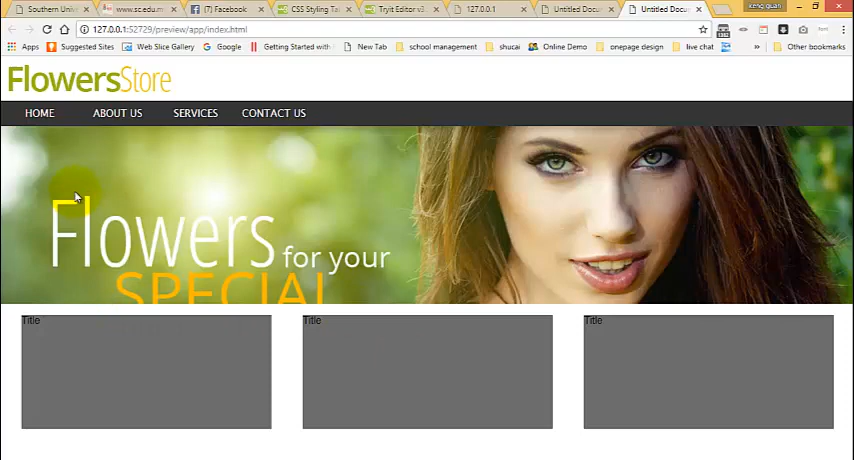 keng quan
Southern Univ
www.sc.edu.m
(7) Facebook
CSS Styling Ta
Tryit Editor v3.
127.0.0.1
Untitled Docu
Untitled Docu
127.0.0.1:52729/preview/app/index.html
Apps Suggested Sites Web Slice Gallery Google Getting Started with New Tab school management shucai Online Demo onepage design live chat » Other bookmarks
FlowersStore
HOME ABOUT US SERVICES CONTACT US
Flowers for your
SPECIAL
Title Title Title